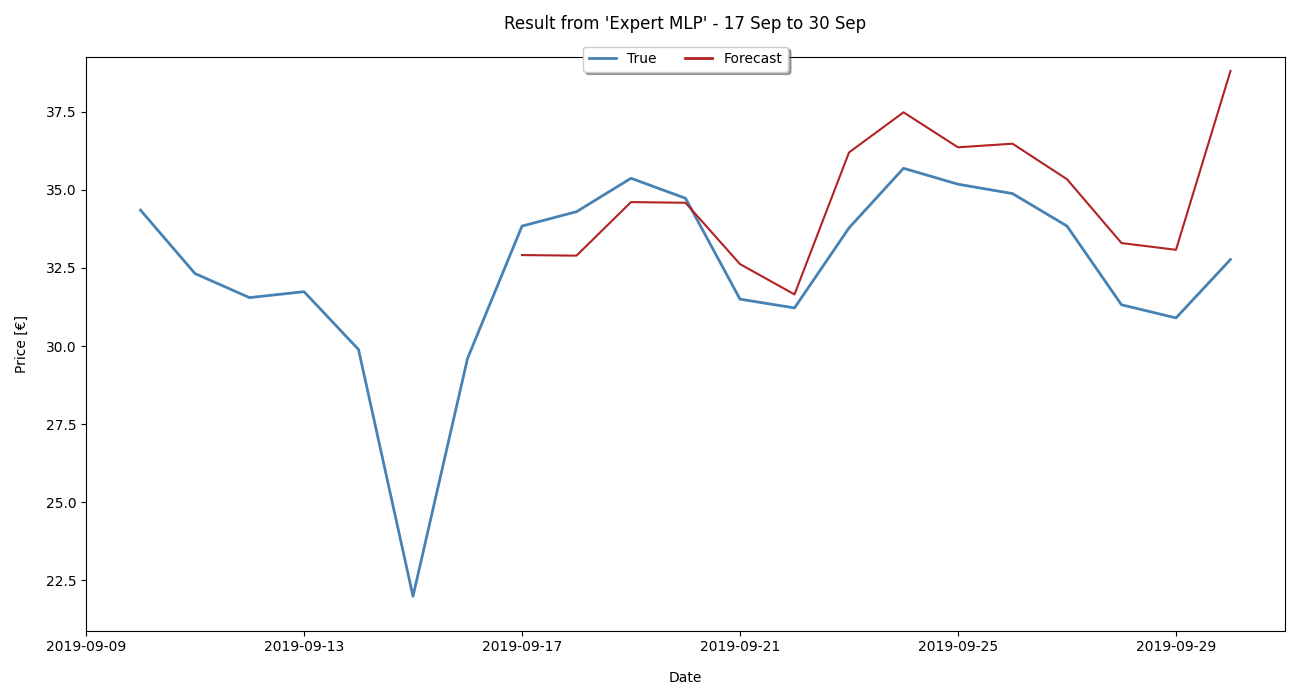 Result from 'Expert MLP' - 17 Sep to 30 Sep
True Forecast
37.5
35.0
32.5
30.0
27.5
25.0
22.5
Price [€]
2019-09-09 2019-09-13 2019-09-17 2019-09-21 2019-09-25 2019-09-29
Date